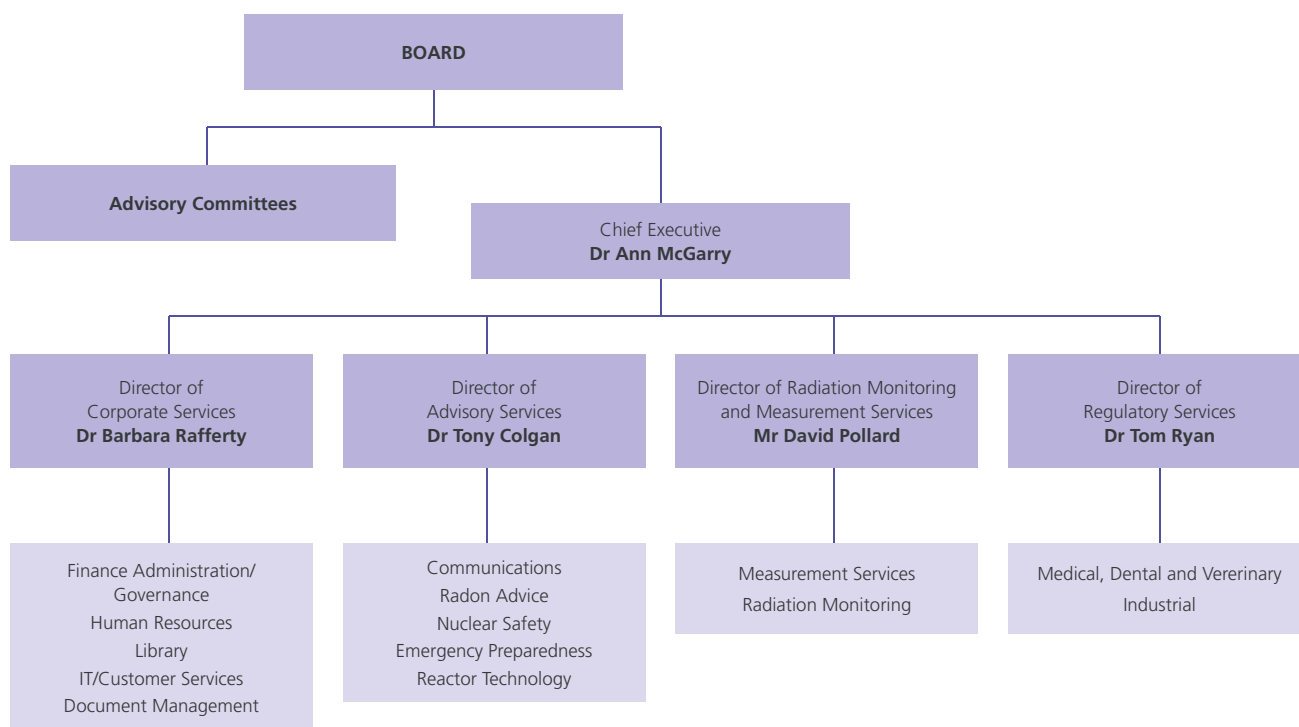 BOARD
Advisory Committees
Chief Executive
Dr Ann McGarry
Director of
Corporate Services
Dr Barbara Rafferty
Director of
Advisory Services
Dr Tony Colgan
Director of Radiation Monitoring
and Measurement Services
Mr David Pollard
Director of
Regulatory Services
Dr Tom Ryan
Finance Administration/
Governance
Human Resources
Library
IT/Customer Services
Document Management
Communications
Radon Advice
Nuclear Safety
Emergency Preparedness
Reactor Technology
Measurement Services
Radiation Monitoring
Medical, Dental and Vererinary
Industrial